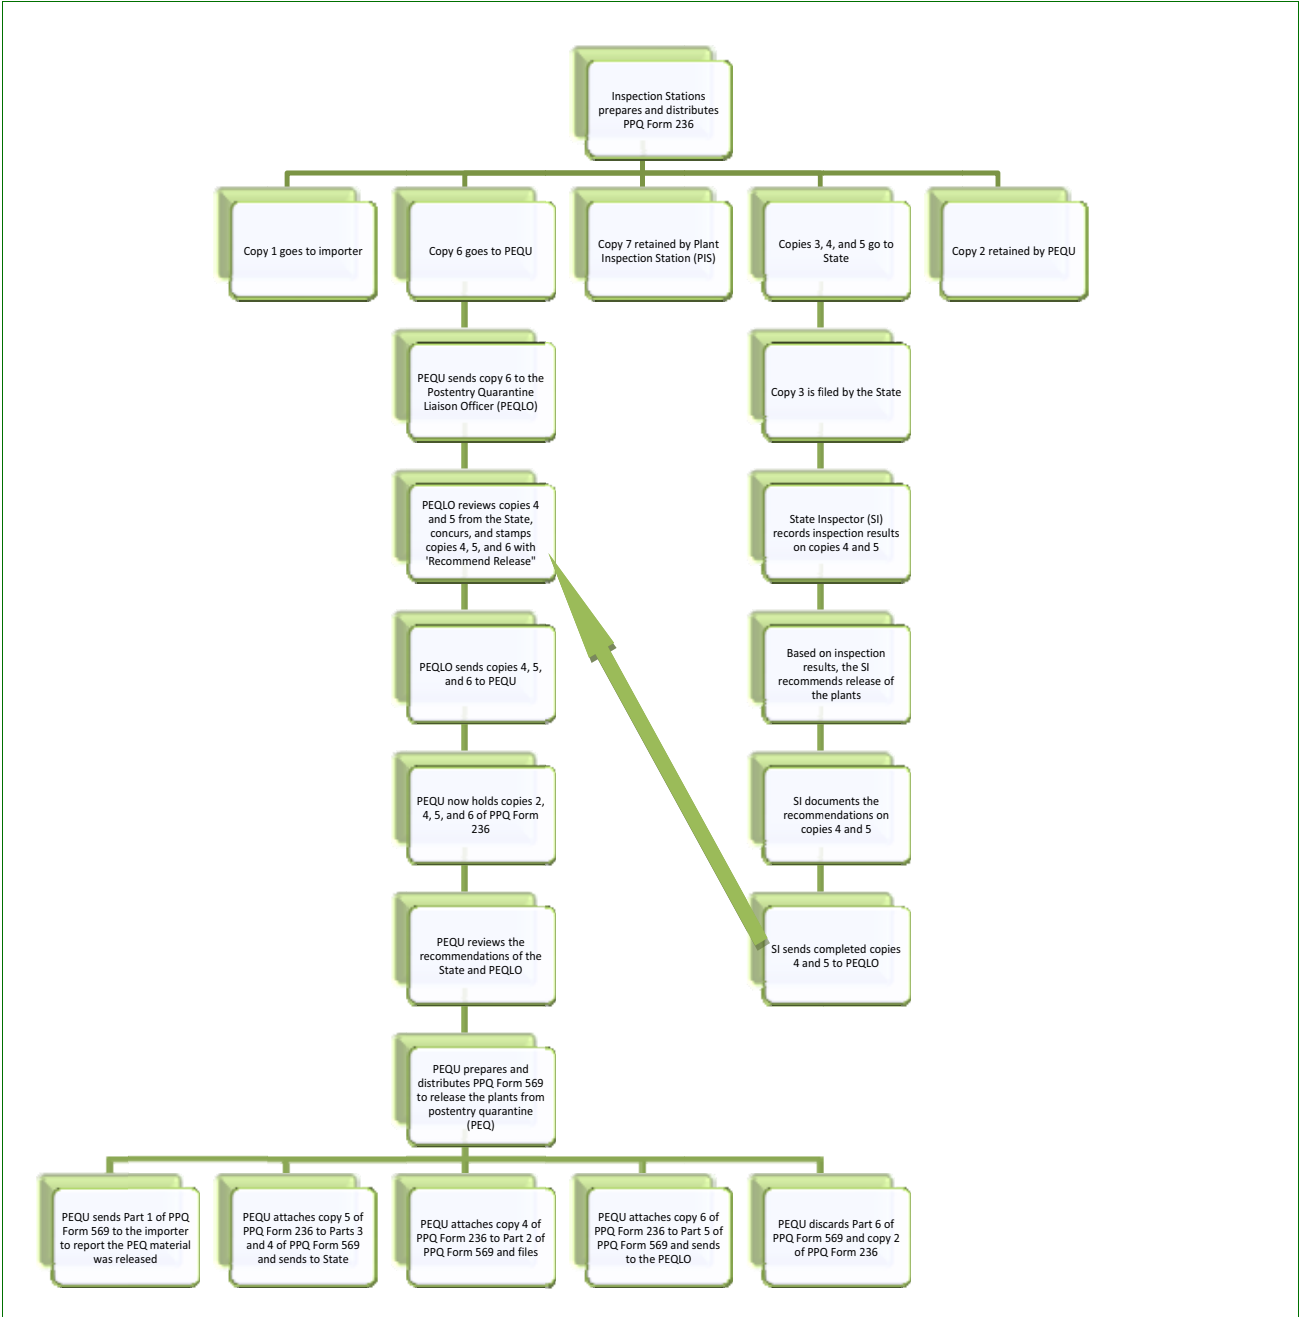 Inspection Stations
prepares and distributes
PPQ Form 236
Copy 1 goes to importer
Copy 6 goes to PEQU
Copy 7 retained by Plant
Inspection Station (PIS)
Copies 3, 4, and 5 go to
State
Copy 2 retained by PEQU
PEQU sends copy 6 to the
Postentry Quarantine
Liaison Officer (PEQLO)
Copy 3 is filed by the State
PEQLO reviews copies 4
and 5 from the State,
concurs, and stamps
copies 4, 5, and 6 with
'Recommend Release"
State Inspector (SI)
records inspection results
on copies 4 and 5
PEQLO sends copies 4, 5,
and 6 to PEQU
Based on inspection
results, the SI
recommends release of
the plants
PEQU now holds copies 2,
4, 5, and 6 of PPQ Form
236
SI documents the
recommendations on
copies 4 and 5
PEQU reviews the
recommendations of the
State and PEQLO
SI sends completed copies
4 and 5 to PEQLO
PEQU prepares and
distributes PPQ Form 569
to release the plants from
postentry quarantine
(PEQ)
PEQU sends Part 1 of PPQ
Form 569 to the importer
to report the PEQ material
was released
PEQU attaches copy 5 of
PPQ Form 236 to Parts 3
and 4 of PPQ Form 569
and sends to State
PEQU attaches copy 4 of
PPQ Form 236 to Part 2 of
PPQ Form 569 and files
PEQU attaches copy 6 of
PPQ Form 236 to Part 5 of
PPQ Form 569 and sends
to the PEQLO
PEQU discards Part 6 of
PPQ Form 569 and copy 2
of PPQ Form 236